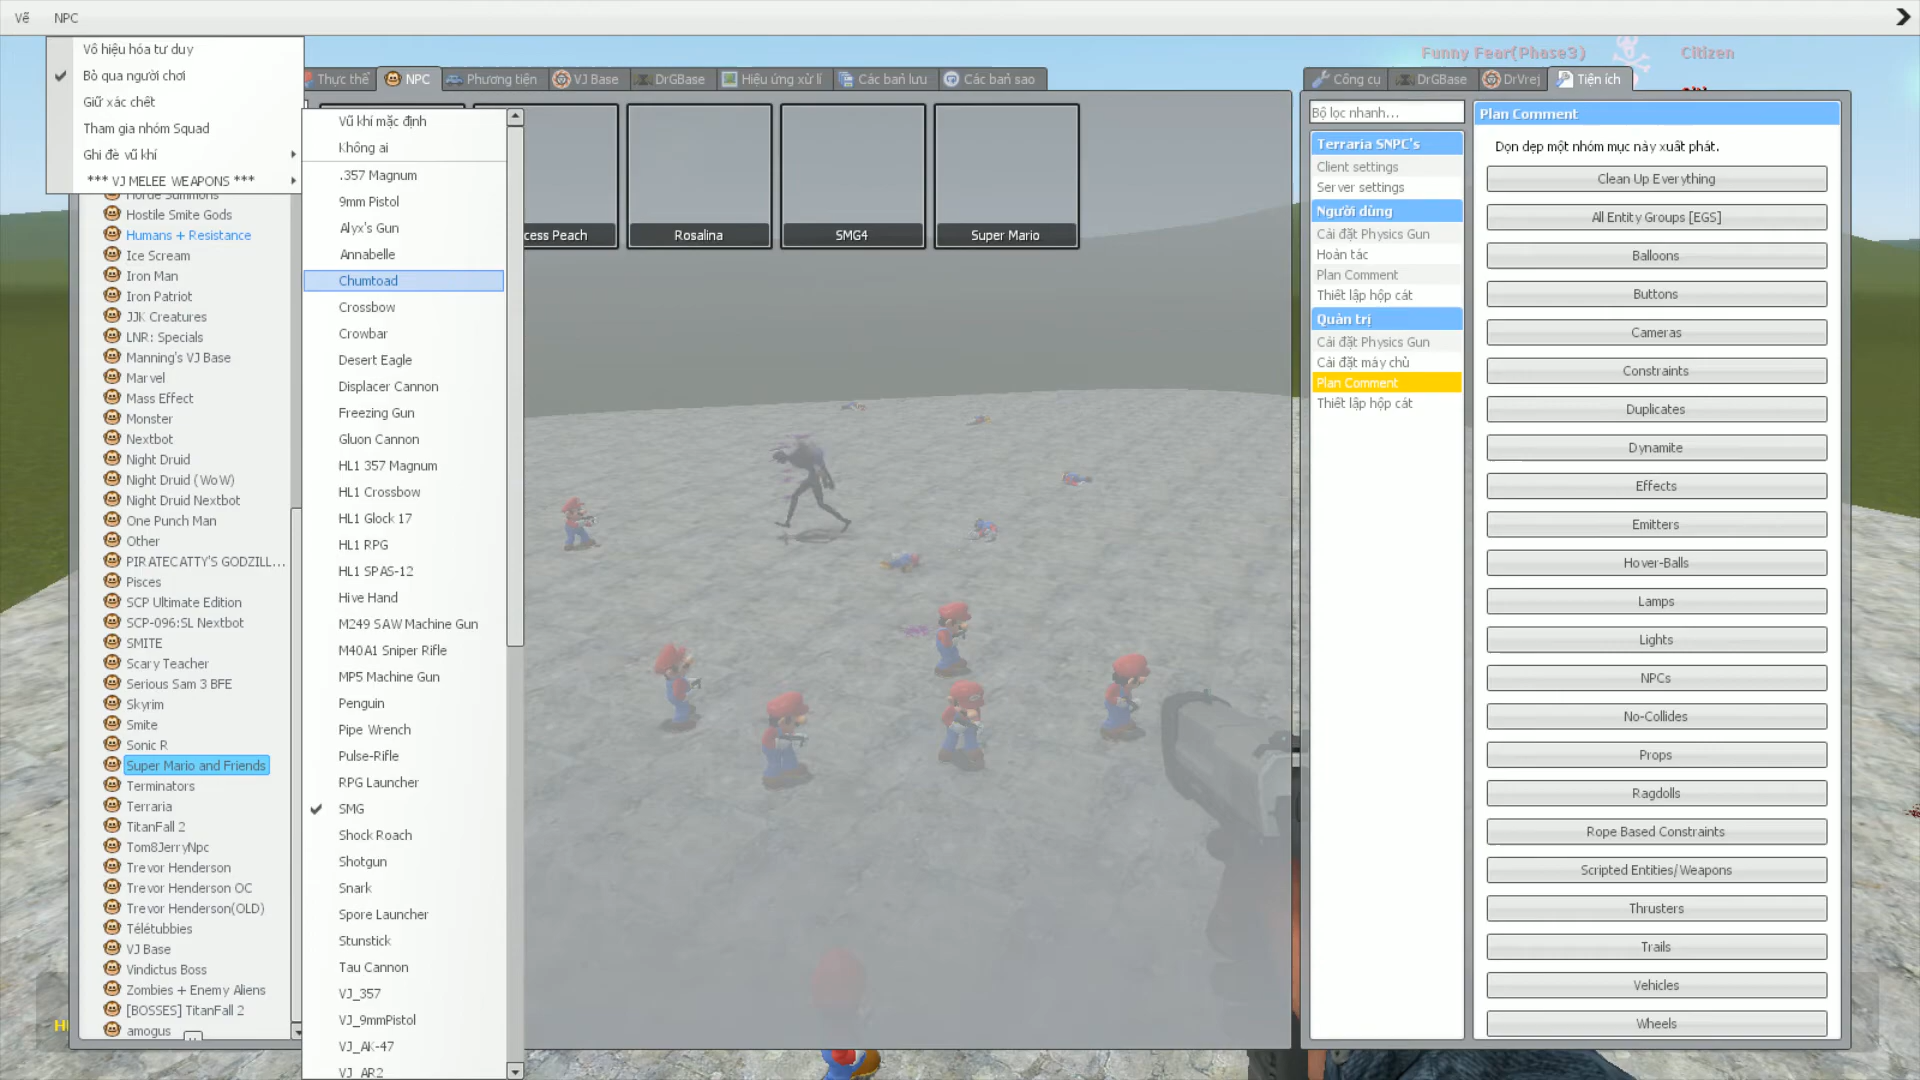 Vẽ NPC
Vô hiệu hóa tư duy
Bỏ qua người chơi
Giữ xác chết
Tham gia nhóm Squad
Ghi đè vũ khí
*** VJ MELEE WEAPONS ***
Thực thể
NPC
Phương tiện
VJ Base
DrGBase
Hiệu ứng xử lí
Các bản lưu
Các bản sao
Funny Fear(Phase3)
Citizen
cess Peach
Rosalina
SMG4
Super Mario
Horde Summons
Hostile Smite Gods
Humans + Resistance
Ice Scream
Iron Man
Iron Patriot
JJK Creatures
LNR: Specials
Manning's VJ Base
Marvel
Mass Effect
Monster
Nextbot
Night Druid
Night Druid (WoW)
Night Druid Nextbot
One Punch Man
Other
PIRATECATTY'S GODZILL...
Pisces
SCP Ultimate Edition
SCP-096:SL Nextbot
SMITE
Scary Teacher
Serious Sam 3 BFE
Skyrim
Smite
Sonic R
Super Mario and Friends
Terminators
Terraria
TitanFall 2
Tom8JerryNpc
Trevor Henderson
Trevor Henderson OC
Trevor Henderson(OLD)
Télétubbies
VJ Base
Vindictus Boss
Zombies + Enemy Aliens
[BOSSES] TitanFall 2
amogus
Vũ khí mặc định
Không ai
.357 Magnum
9mm Pistol
Alyx's Gun
Annabelle
Chumtoad
Crossbow
Crowbar
Desert Eagle
Displacer Cannon
Freezing Gun
Gluon Cannon
HL1 357 Magnum
HL1 Crossbow
HL1 Glock 17
HL1 RPG
HL1 SPAS-12
Hive Hand
M249 SAW Machine Gun
M40A1 Sniper Rifle
MP5 Machine Gun
Penguin
Pipe Wrench
Pulse-Rifle
RPG Launcher
SMG
Shock Roach
Shotgun
Snark
Spore Launcher
Stunstick
Tau Cannon
VJ_357
VJ_9mmPistol
VJ_AK-47
VJ_AR2
Công cụ
DrGBase
DrVrej
Tiện ích
Bộ lọc nhanh...
Terraria SNPC's
Client settings
Server settings
Người dùng
Cài đặt Physics Gun
Hoàn tác
Plan Comment
Thiết lập hộp cát
Quản trị
Cài đặt Physics Gun
Cài đặt máy chủ
Plan Comment
Thiết lập hộp cát
Plan Comment
Dọn dẹp một nhóm mục này xuất phát.
Clean Up Everything
All Entity Groups [EGS]
Balloons
Buttons
Cameras
Constraints
Duplicates
Dynamite
Effects
Emitters
Hover-Balls
Lamps
Lights
NPCs
No-Collides
Props
Ragdolls
Rope Based Constraints
Scripted Entities/Weapons
Thrusters
Trails
Vehicles
Wheels